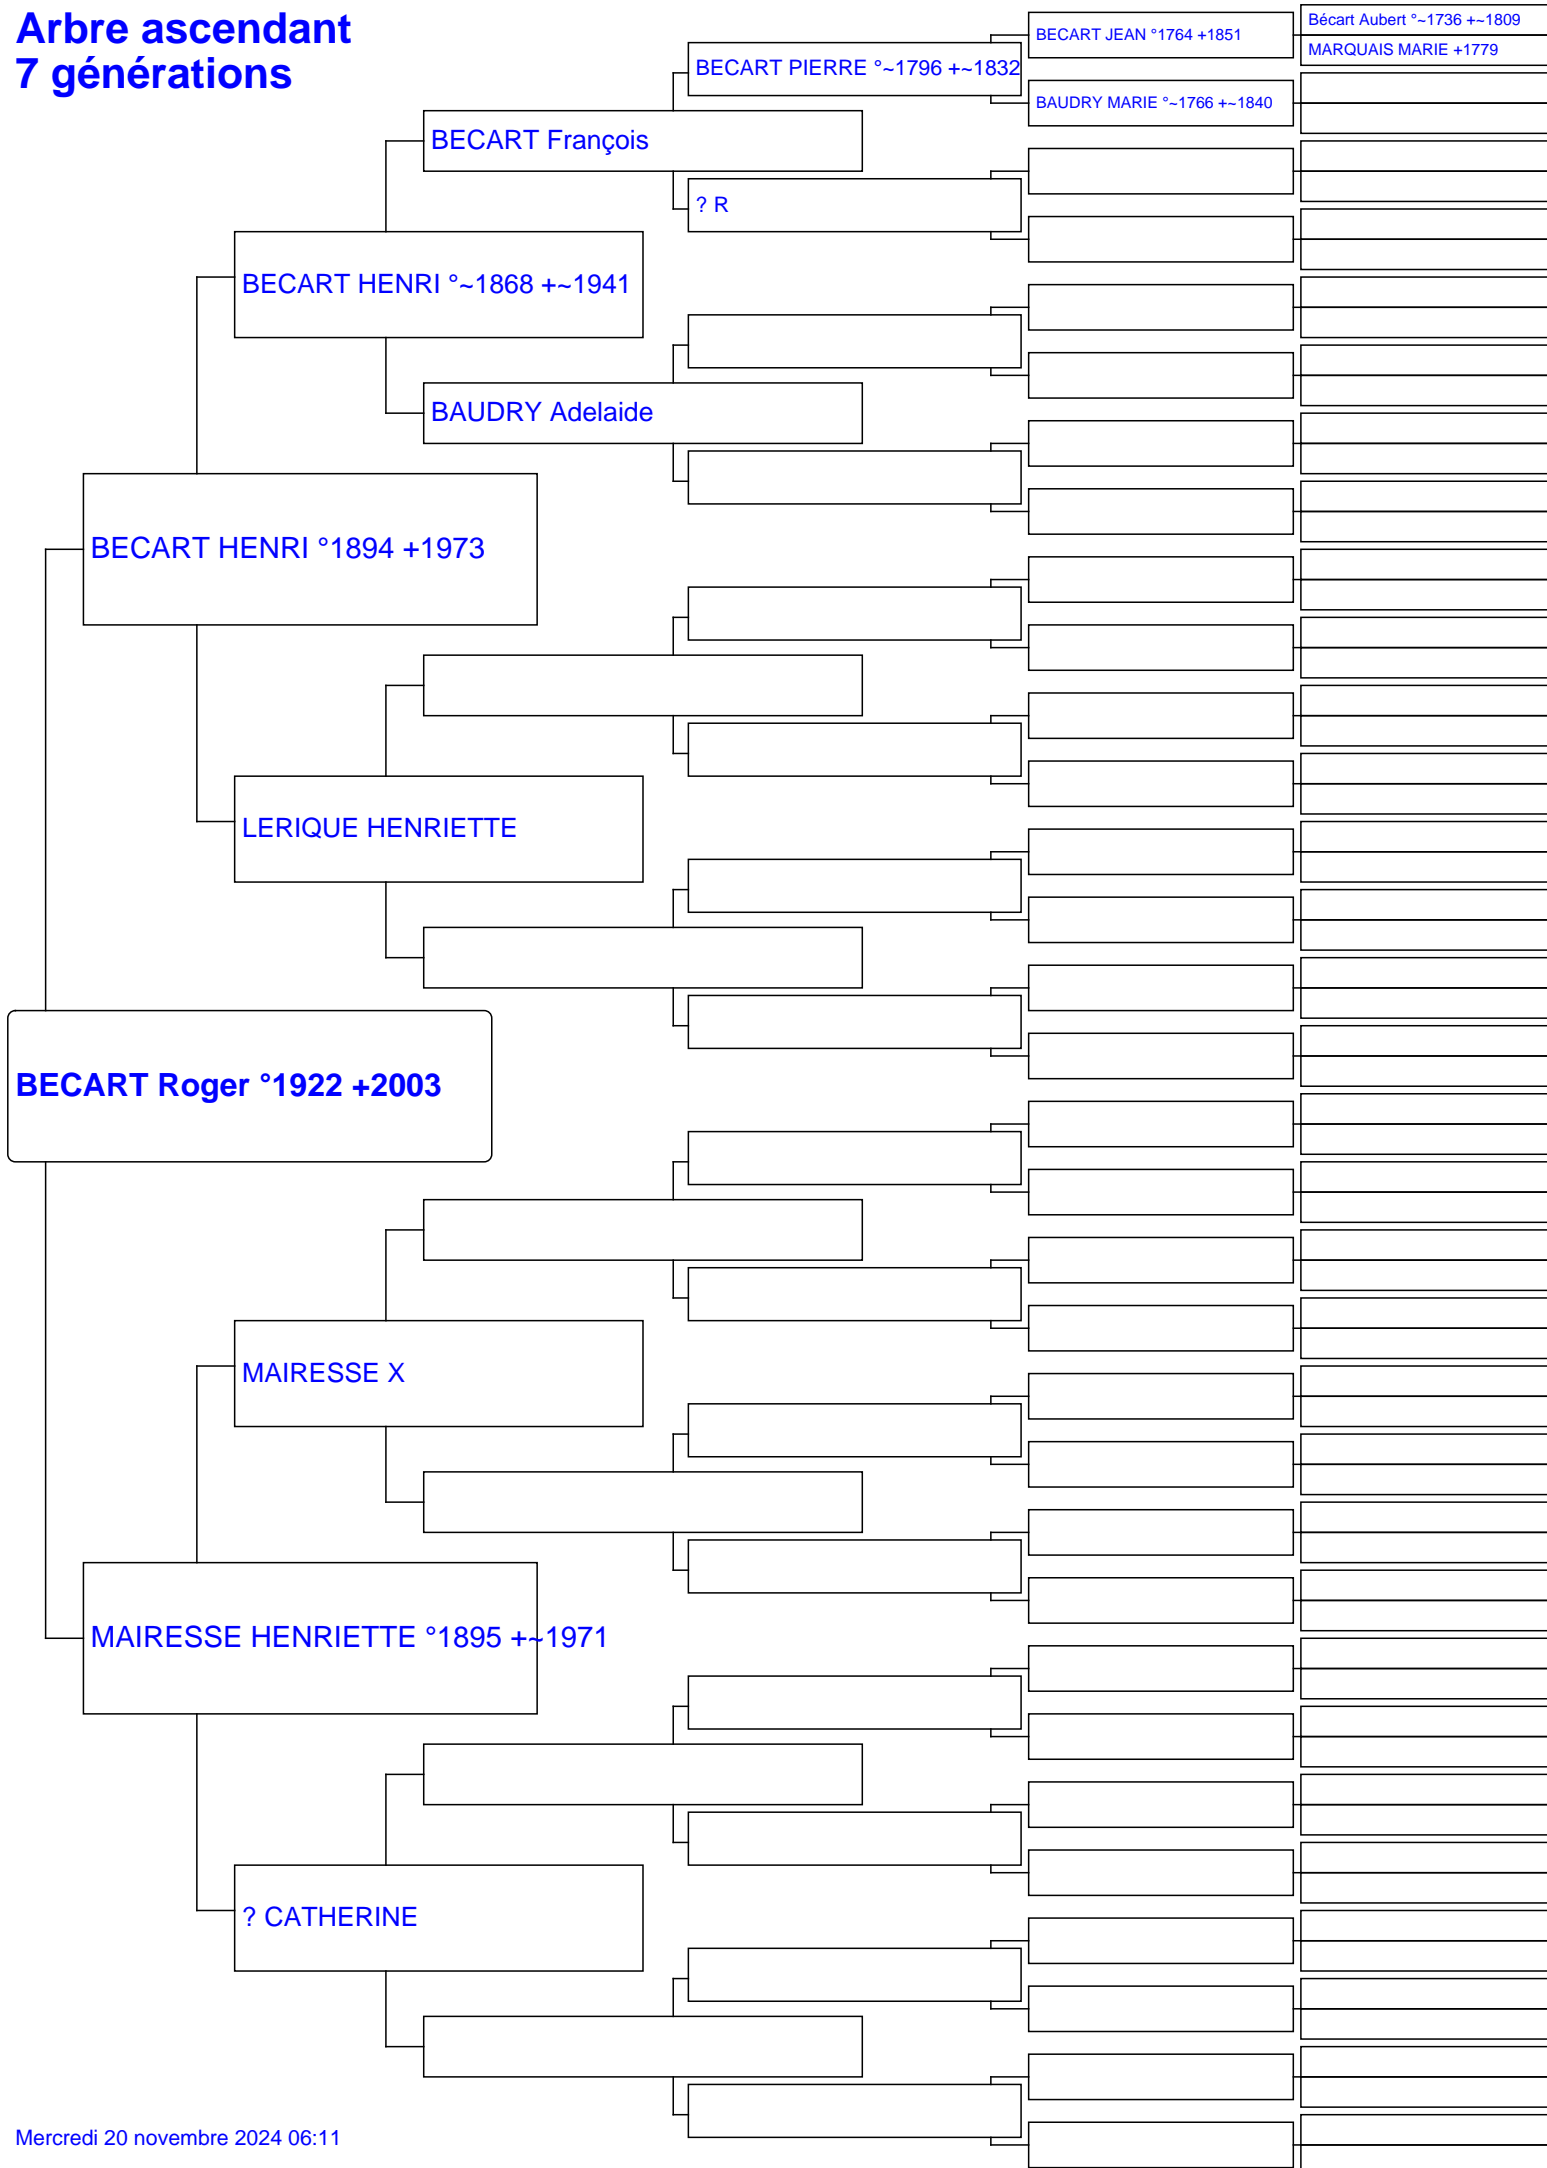 Arbre ascendant
7 générations
BECART JEAN °1764 +1851
Bécart Aubert °~1736 +~1809
MARQUAIS MARIE +1779
BECART PIERRE °~1796 +~1832
BAUDRY MARIE °~1766 +~1840
BECART François
? R
BECART HENRI °~1868 +~1941
BAUDRY Adelaide
BECART HENRI °1894 +1973
LERIQUE HENRIETTE
BECART Roger °1922 +2003
MAIRESSE X
MAIRESSE HENRIETTE °1895 +~1971
? CATHERINE
Mercredi 20 novembre 2024 06:11